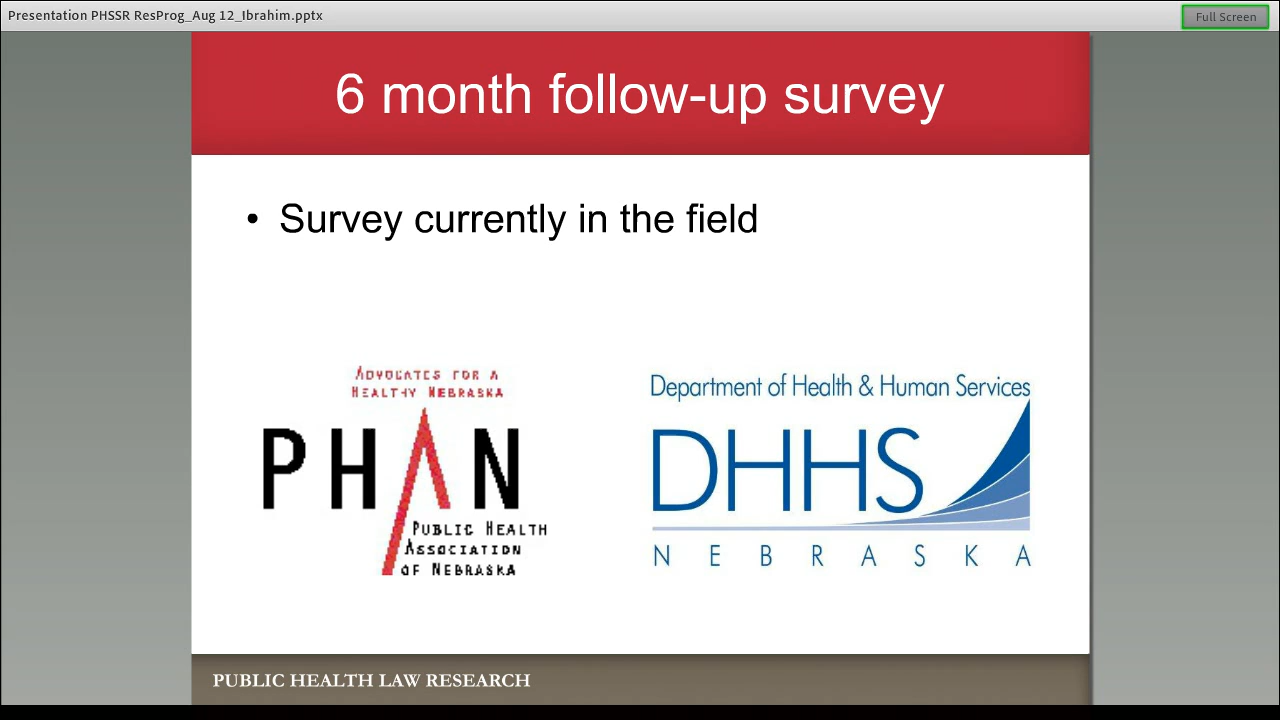 Presentation PHSSR ResProg_Aug 12_Ibrahim.pptx
Full Screen
6 month follow-up survey
• Survey currently in the field
ADVOCATES FOR A
HEALTHY NEBRASKA
PHAN
PUBLIC HEALTH
ASSOCIATION
OF NEBRASKA
Department of Health & Human Services
DHHS
NEBRASKA
PUBLIC HEALTH LAW RESEARCH